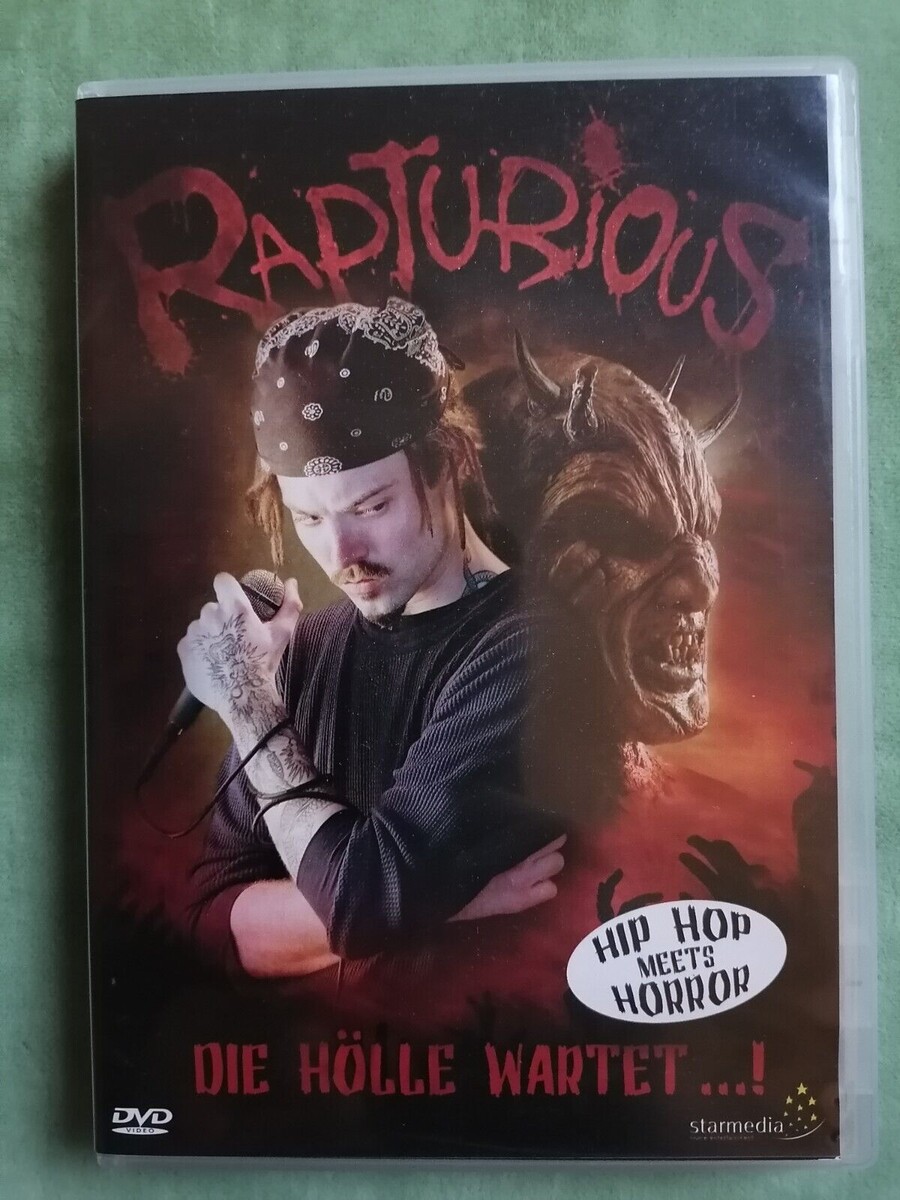 RAPTURIOUS
HIP HOP
MEETS
HORROR
DIE HÖLLE WARTET...!
DVD
VIDEO
starmedia